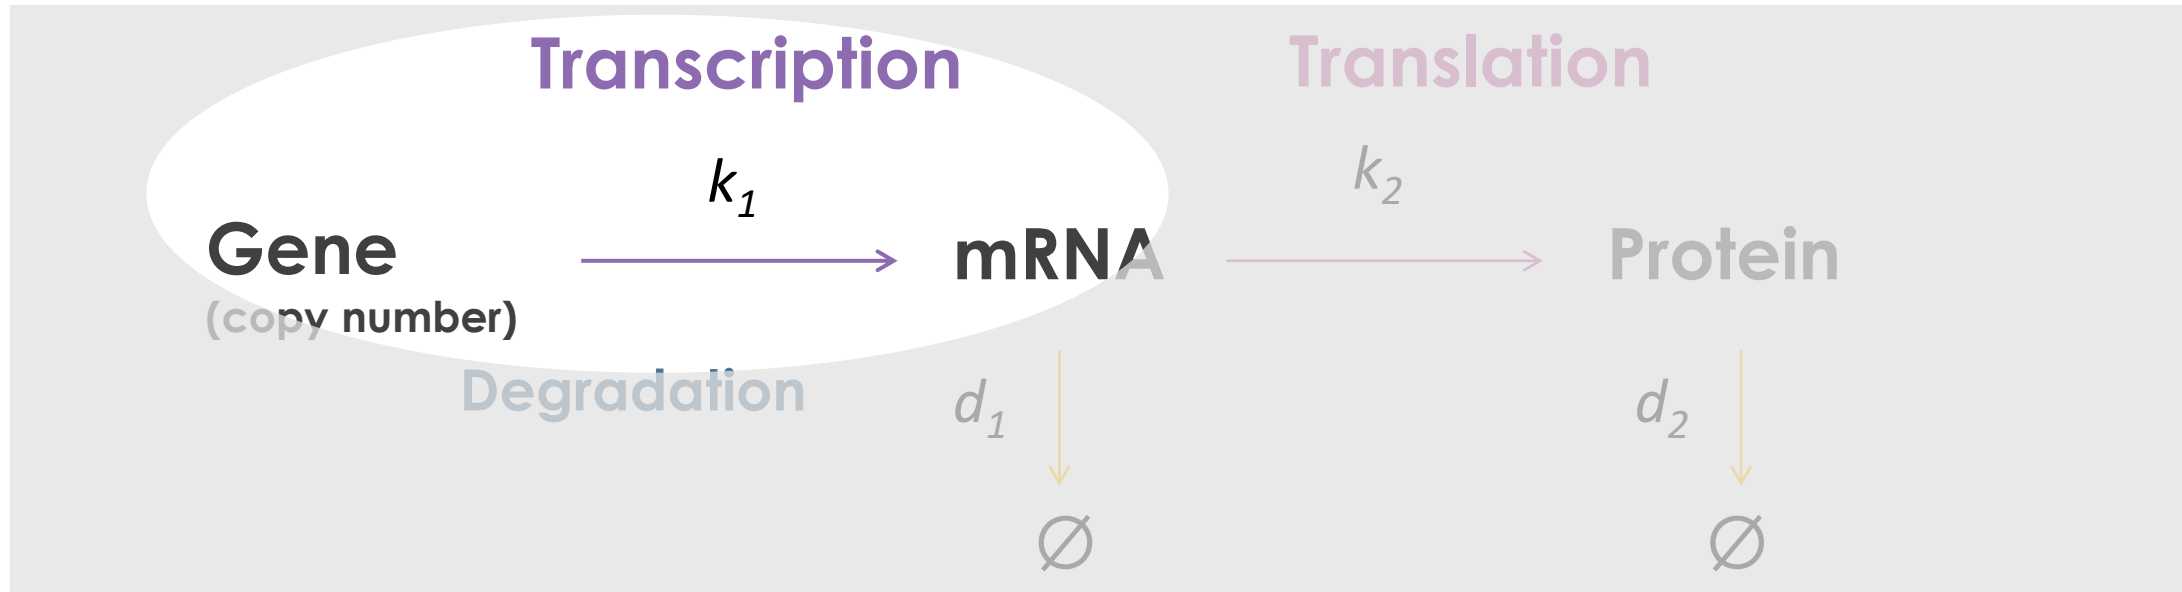 Transcription
Translation
k1
k2
Gene
mRNA
Protein
(copy number)
Degradation
d1
d2
∅
∅